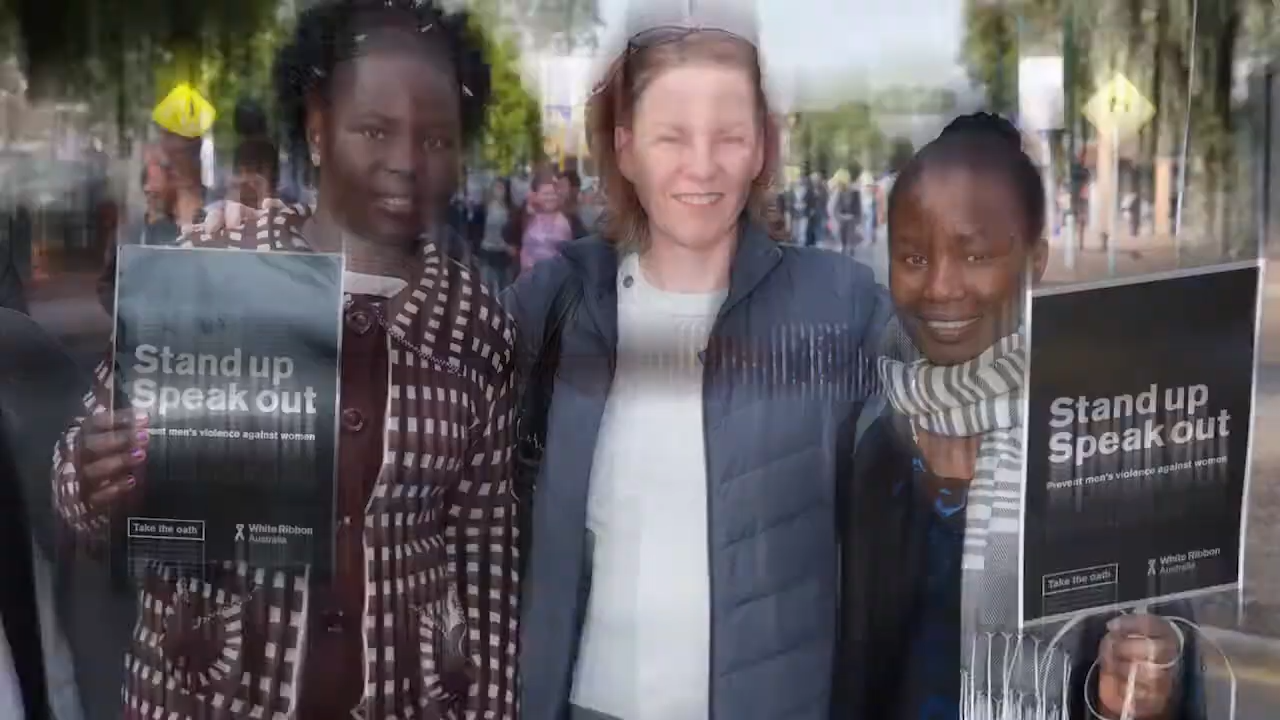 Stand up
Speak out
men's violence against women
Take the oath
White Ribbon
Australia
Stand up
Speak out
Prevent men's violence against women
Take the oath
White Ribbon
Australia